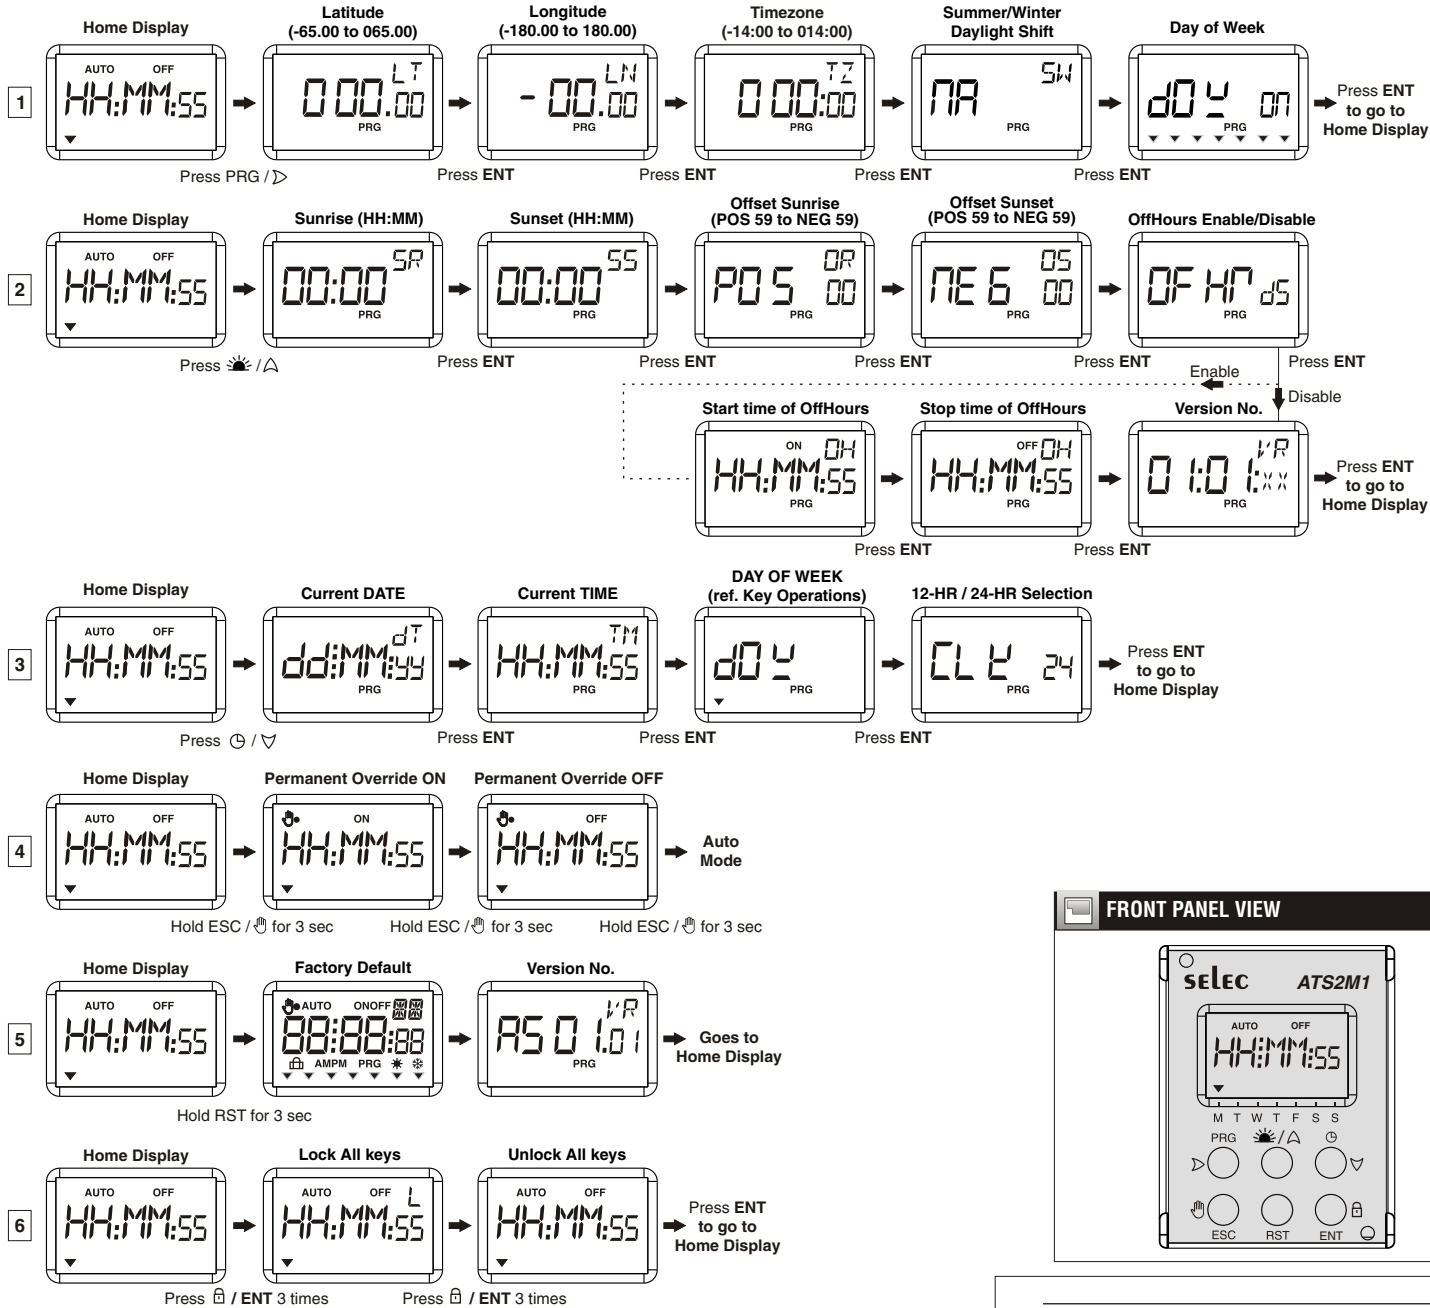 Home Display
Latitude
(-65.00 to 065.00)
Longitude
(-180.00 to 180.00)
Timezone
(-14:00 to 014:00)
Summer/Winter
Daylight Shift
Day of Week
1
AUTO OFF
HH:MM:SS
LT
000.00
PRG
LN
-00.00
PRG
TZ
000:00
PRG
SW
MA
PRG
dOY ON
PRG
Press ENT
to go to
Home Display
Press PRG /
Press ENT
Press ENT
Press ENT
Press ENT
Home Display
Sunrise (HH:MM)
Sunset (HH:MM)
Offset Sunrise
(POS 59 to NEG 59)
Offset Sunset
(POS 59 to NEG 59)
OffHours Enable/Disable
2
AUTO OFF
HH:MM:SS
SR
00:00
PRG
SS
00:00
PRG
OR
POS 00
PRG
OS
NEG 00
PRG
OFHr dS
PRG
Press /
Press ENT
Press ENT
Press ENT
Press ENT
Press ENT
Enable
Disable
Start time of OffHours
Stop time of OffHours
Version No.
ON OH
HH:MM:SS
PRG
OFF OH
HH:MM:SS
PRG
VR
01:01:XX
PRG
Press ENT
to go to
Home Display
Press ENT
Press ENT
Home Display
Current DATE
Current TIME
DAY OF WEEK
(ref. Key Operations)
12-HR / 24-HR Selection
3
AUTO OFF
HH:MM:SS
dT
dd:MM:YY
PRG
TM
HH:MM:SS
PRG
dOY
PRG
CLK 24
PRG
Press ENT
to go to
Home Display
Press /
Press ENT
Press ENT
Press ENT
Home Display
Permanent Override ON
Permanent Override OFF
4
AUTO OFF
HH:MM:SS
ON
HH:MM:SS
OFF
HH:MM:SS
Auto
Mode
Hold ESC / for 3 sec
Hold ESC / for 3 sec
Hold ESC / for 3 sec
Home Display
Factory Default
Version No.
5
AUTO OFF
HH:MM:SS
AUTO ONOFF
88:88:88
AMPM PRG
VR
AS01.01
PRG
Goes to
Home Display
Hold RST for 3 sec
Home Display
Lock All keys
Unlock All keys
6
AUTO OFF
HH:MM:SS
AUTO OFF L
HH:MM:SS
AUTO OFF
HH:MM:SS
Press ENT
to go to
Home Display
Press / ENT 3 times
Press / ENT 3 times
FRONT PANEL VIEW
selec ATS2M1
AUTO OFF
HH:MM:SS
M T W T F S S
PRG /
ESC RST ENT